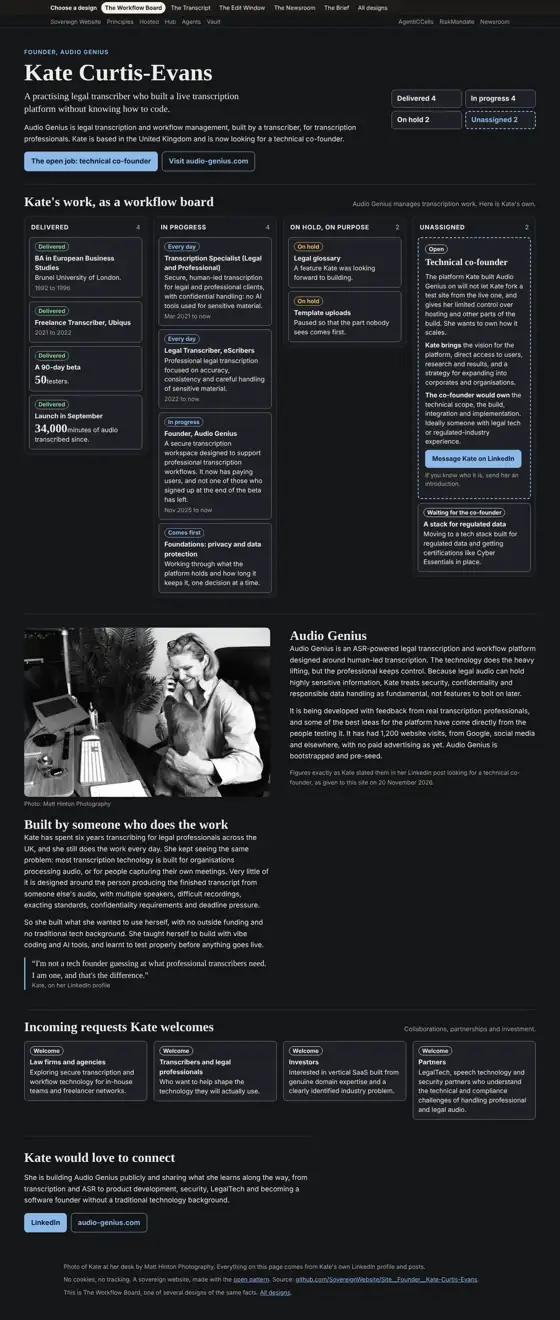 Choose a design The Workflow Board The Transcript The Edit Window The Newsroom The Brief All designs
Sovereign Website Principles Hosted Hub Agents Vault AgenticCells RiskMandate Newsroom
FOUNDER, AUDIO GENIUS
Kate Curtis-Evans
A practising legal transcriber who built a live transcription
platform without knowing how to code.
Audio Genius is legal transcription and workflow management, built by a transcriber, for transcription
professionals. Kate is based in the United Kingdom and is now looking for a technical co-founder.
The open job: technical co-founder Visit audio-genius.com
Delivered 4 In progress 4
On hold 2 Unassigned 2
Kate's work, as a workflow board
Audio Genius manages transcription work. Here is Kate's own.
DELIVERED 4
Delivered
BA in European Business
Studies
Brunel University of London.
1992 to 1996
Delivered
Freelance Transcriber, Ubiqus
2021 to 2022
Delivered
A 90-day beta
50 testers.
Delivered
Launch in September
34,000 minutes of audio
transcribed since.
IN PROGRESS 4
Every day
Transcription Specialist (Legal
and Professional)
Secure, human-led transcription
for legal and professional clients,
with confidential handling: no AI
tools used for sensitive material.
Mar 2021 to now
Every day
Legal Transcriber, eScribers
Professional legal transcription
focused on accuracy,
consistency and careful handling
of sensitive material.
2022 to now
In progress
Founder, Audio Genius
A secure transcription
workspace designed to support
professional transcription
workflows. It now has paying
users, and not one of those who
signed up at the end of the beta
has left.
Nov 2025 to now
Comes first
Foundations: privacy and data
protection
Working through what the
platform holds and how long it
keeps it, one decision at a time.
ON HOLD, ON PURPOSE 2
On hold
Legal glossary
A feature Kate was looking
forward to building.
On hold
Template uploads
Paused so that the part nobody
sees comes first.
UNASSIGNED 2
Open
Technical co-founder
The platform Kate built Audio
Genius on will not let Kate fork a
test site from the live one, and
gives her limited control over
hosting and other parts of the
build. She wants to own how it
scales.
Kate brings the vision for the
platform, direct access to users,
research and results, and a
strategy for expanding into
corporates and organisations.
The co-founder would own the
technical scope, the build,
integration and implementation.
Ideally someone with legal tech
or regulated-industry
experience.
Message Kate on LinkedIn
If you know who it is, send her an
introduction.
Waiting for the co-founder
A stack for regulated data
Moving to a tech stack built for
regulated data and getting
certifications like Cyber
Essentials in place.
Photo: Matt Hinton Photography
Built by someone who does the work
Kate has spent six years transcribing for legal professionals across the
UK, and she still does the work every day. She kept seeing the same
problem: most transcription technology is built for organisations
processing audio, or for people capturing their own meetings. Very little of
it is designed around the person producing the finished transcript from
someone else's audio, with multiple speakers, difficult recordings,
exacting standards, confidentiality requirements and deadline pressure.
So she built what she wanted to use herself, with no outside funding and
no traditional tech background. She taught herself to build with vibe
coding and AI tools, and learnt to test properly before anything goes live.
“I'm not a tech founder guessing at what professional transcribers need.
I am one, and that's the difference.”
Kate, on her LinkedIn profile
Audio Genius
Audio Genius is an ASR-powered legal transcription and workflow platform
designed around human-led transcription. The technology does the heavy
lifting, but the professional keeps control. Because legal audio can hold
highly sensitive information, Kate treats security, confidentiality and
responsible data handling as fundamental, not features to bolt on later.
It is being developed with feedback from real transcription professionals,
and some of the best ideas for the platform have come directly from the
people testing it. It has had 1,200 website visits, from Google, social media
and elsewhere, with no paid advertising as yet. Audio Genius is
bootstrapped and pre-seed.
Figures exactly as Kate stated them in her LinkedIn post looking for a technical co-
founder, as given to this site on 20 November 2026.
Incoming requests Kate welcomes
Collaborations, partnerships and investment.
Welcome
Law firms and agencies
Exploring secure transcription and
workflow technology for in-house
teams and freelancer networks.
Welcome
Transcribers and legal
professionals
Who want to help shape the
technology they will actually use.
Welcome
Investors
Interested in vertical SaaS built from
genuine domain expertise and a
clearly identified industry problem.
Welcome
Partners
LegalTech, speech technology and
security partners who understand
the technical and compliance
challenges of handling professional
and legal audio.
Kate would love to connect
She is building Audio Genius publicly and sharing what she learns along the way, from
transcription and ASR to product development, security, LegalTech and becoming a
software founder without a traditional technology background.
LinkedIn audio-genius.com
Photo of Kate at her desk by Matt Hinton Photography. Everything on this page comes from Kate's own LinkedIn profile and posts.
No cookies, no tracking. A sovereign website, made with the open pattern. Source: github.com/SovereignWebsite/Site__Founder__Kate-Curtis-Evans.
This is The Workflow Board, one of several designs of the same facts. All designs.